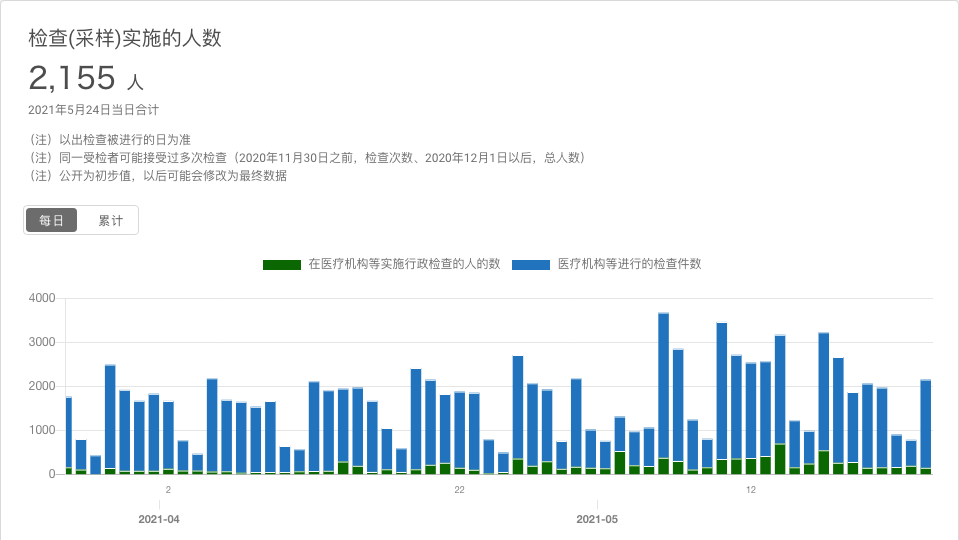 检查(采样)实施的人数
2,155 人
2021年5月24日当日合计
（注）以出检查被进行的日为准
（注）同一受检者可能接受过多次检查（2020年11月30日之前，检查次数、2020年12月1日以后，总人数）
（注）公开为初步值，以后可能会修改为最终数据
每日 累计
在医疗机构等实施行政检查的人的数 医疗机构等进行的检查件数
4000
3000
2000
1000
0
2 22 12
2021-04 2021-05